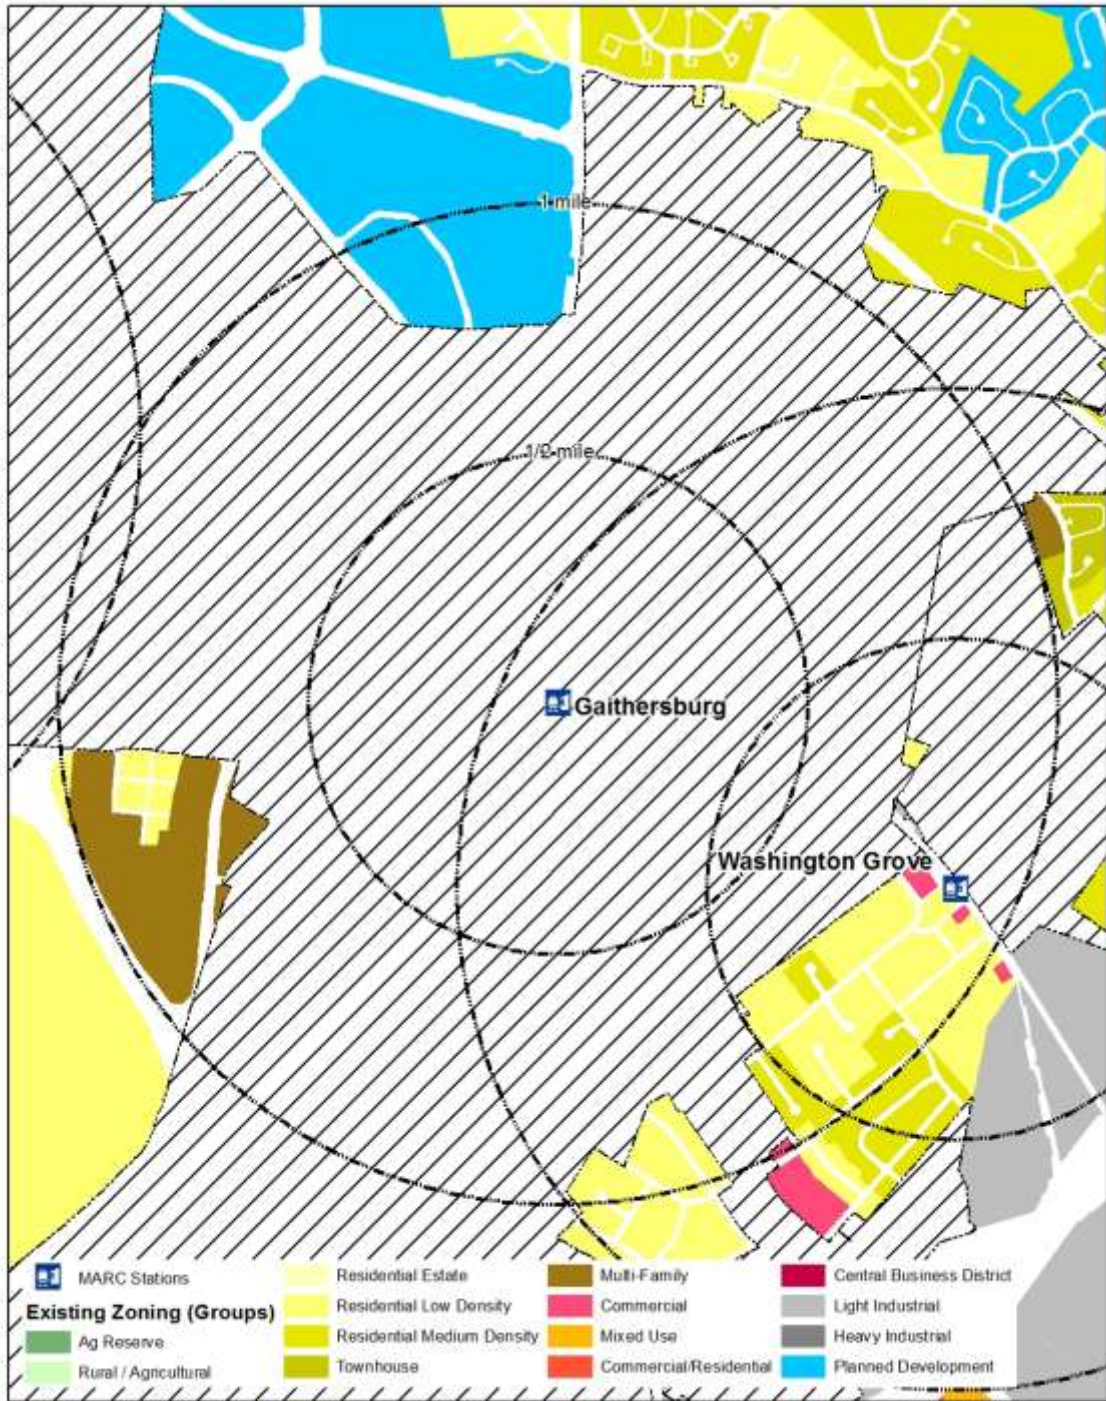 1 mile
1/2 mile
Gaithersburg
Washington Grove
MARC Stations
Existing Zoning (Groups)
Ag Reserve
Rural / Agricultural
Residential Estate
Residential Low Density
Residential Medium Density
Townhouse
Multi-Family
Commercial
Mixed Use
Commercial/Residential
Central Business District
Light Industrial
Heavy Industrial
Planned Development